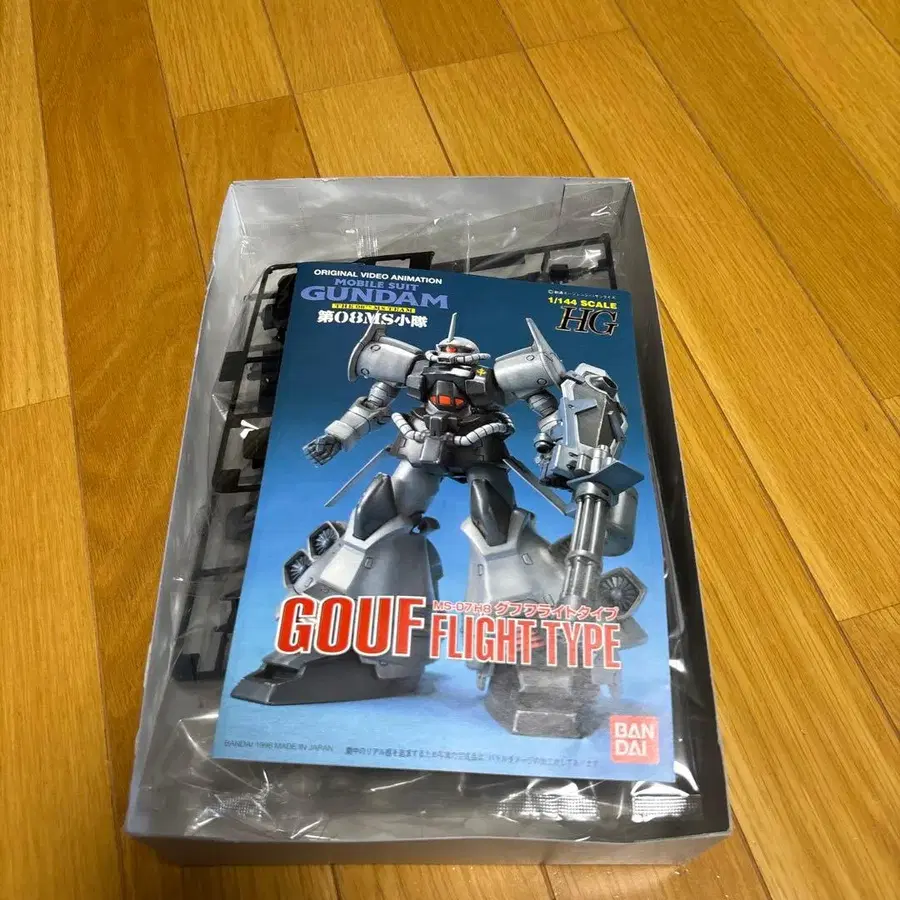 ORIGINAL VIDEO ANIMATION
MOBILE SUIT
GUNDAM
THE 08TH MS TEAM
第08MS小隊
1/144 SCALE
HG
MS-07H8 グフフライトタイプ
GOUF FLIGHT TYPE
BAN
DAI
BANDAI 1996 MADE IN JAPAN